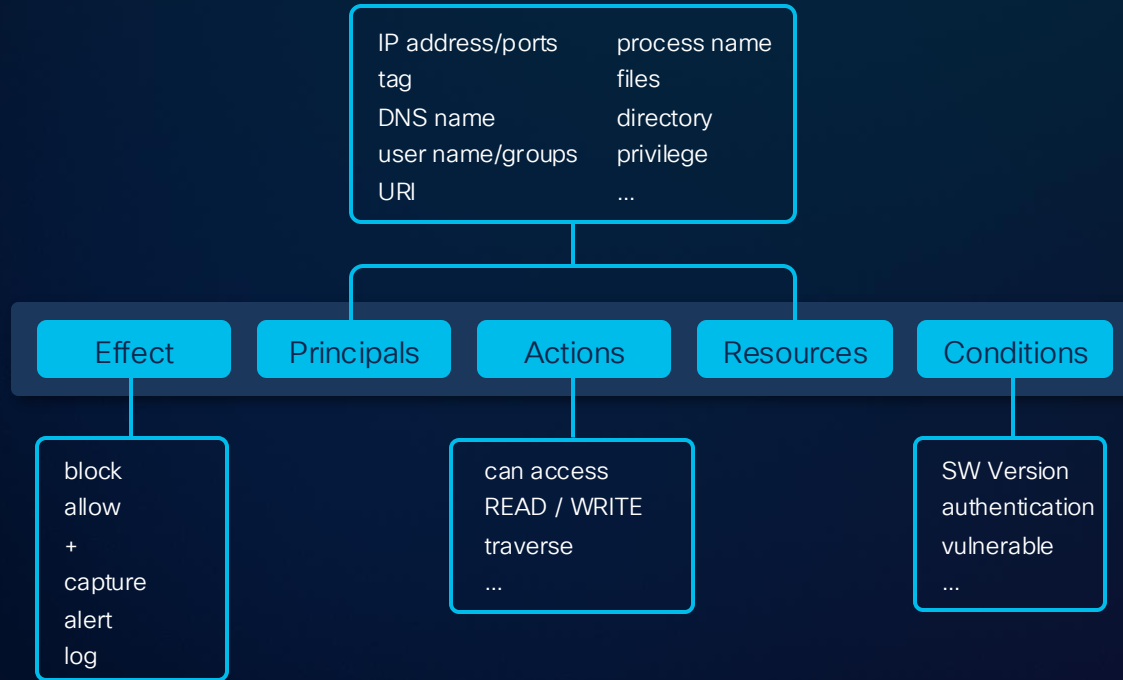 IP address/ports
tag
DNS name
user name/groups
URI
process name
files
directory
privilege
...
Effect
Principals
Actions
Resources
Conditions
block
allow
+
capture
alert
log
can access
READ / WRITE
traverse
...
SW Version
authentication
vulnerable
...